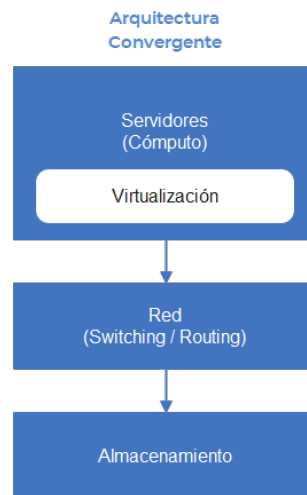 Arquitectura
Convergente
Servidores
(Cómputo)
Virtualización
Red
(Switching / Routing)
Almacenamiento